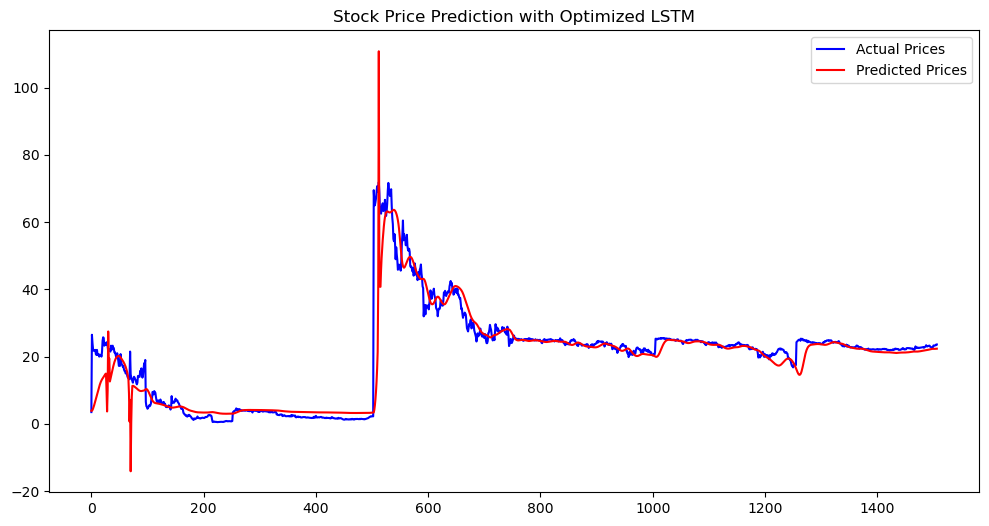 Stock Price Prediction with Optimized LSTM
Actual Prices
Predicted Prices
100
80
60
40
20
0
−20
0 200 400 600 800 1000 1200 1400